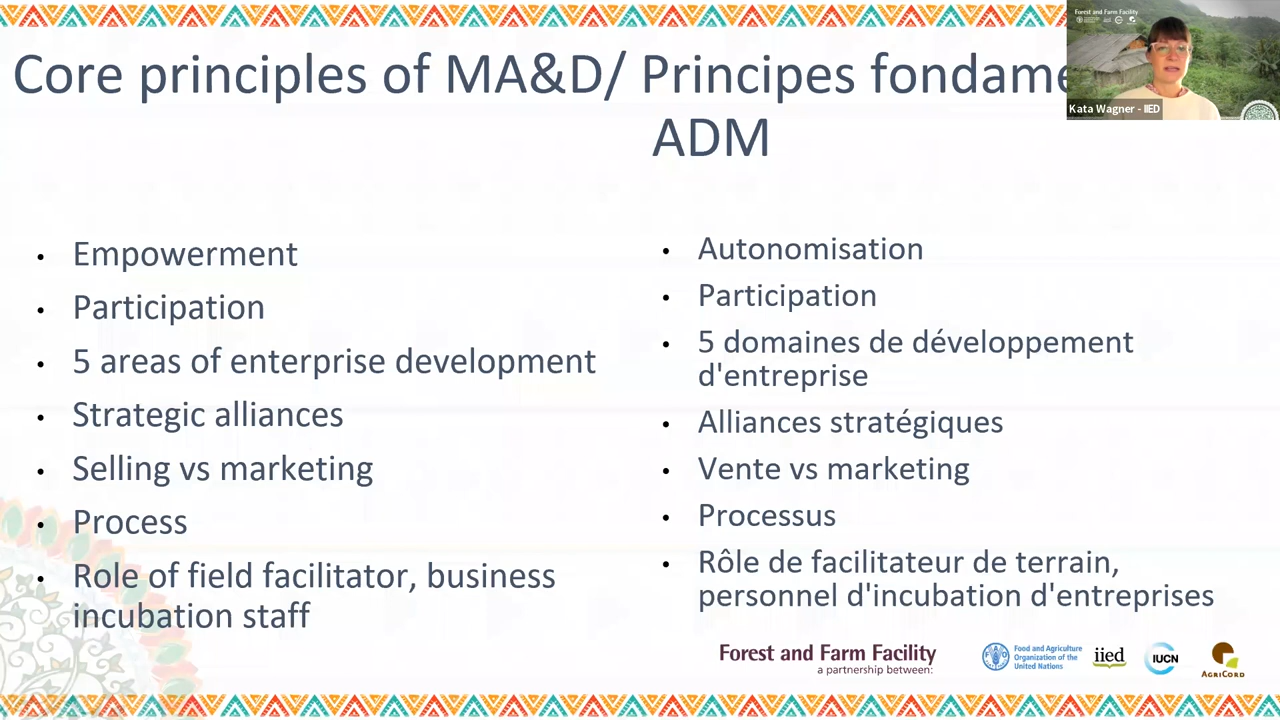 Core principles of MA&D/ Principes
ADM
Forest and Farm Facility
Kata Wagner - IIED
• Empowerment
• Participation
• 5 areas of enterprise development
• Strategic alliances
• Selling vs marketing
• Process
• Role of field facilitator, business
incubation staff
• Autonomisation
• Participation
• 5 domaines de développement
d'entreprise
• Alliances stratégiques
• Vente vs marketing
• Processus
• Rôle de facilitateur de terrain,
personnel d'incubation d'entreprises
Forest and Farm Facility
a partnership between:
Food and Agriculture
Organization of the
United Nations
iied
IUCN
AGRICORD